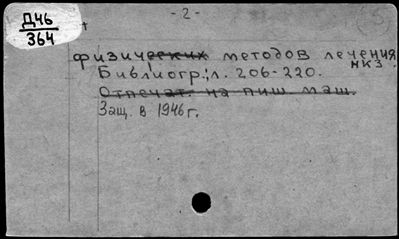 Д46
364
- 2 -
физических методов лечения
НКЗ.
Библиогр.: л. 206-220.
Отпечат. на пиш маш.
Защ. в 1946 г.